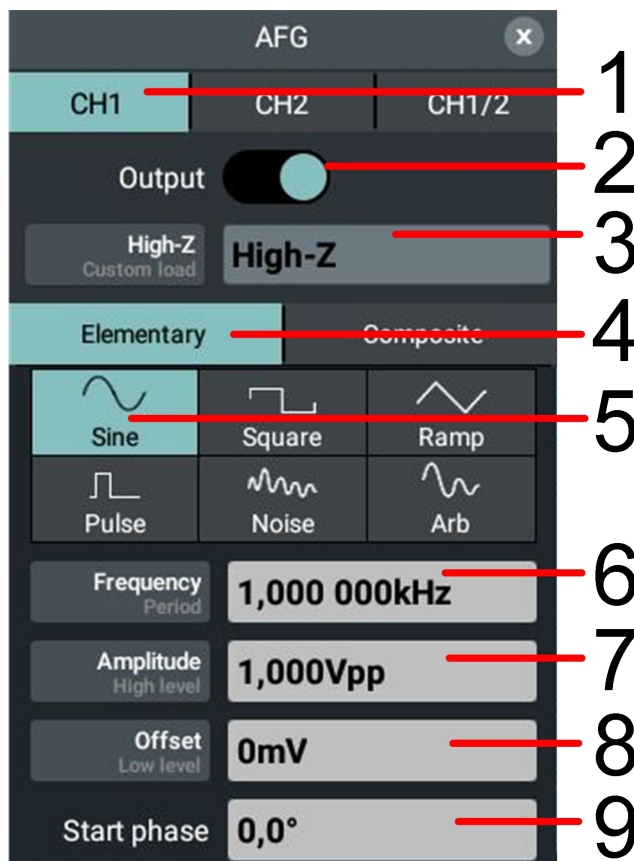 AFG x
CH1 CH2 CH1/2 1
Output 2
High-Z
Custom load
High-Z 3
Elementary Composite 4
Sine Square Ramp 5
Pulse Noise Arb
Frequency
Period
1,000 000kHz 6
Amplitude
High level
1,000Vpp 7
Offset
Low level
0mV 8
Start phase 0,0° 9